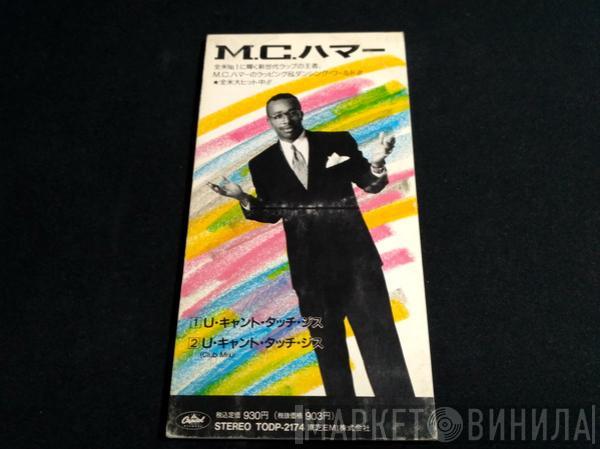 M.C.ハマー
全米No.1に輝く新世代ラップの王者、
M.C.ハマーのラッピング&ダンシング・ワールド!!
★全米大ヒット中!!
1 U・キャント・タッチ・ジス
2 U・キャント・タッチ・ジス
(Club Mix)
Capitol
税込定価 930円 (税抜価格 903円)
STEREO TODP-2174 東芝EMI株式会社
МАРКЕТ ВИНИЛА